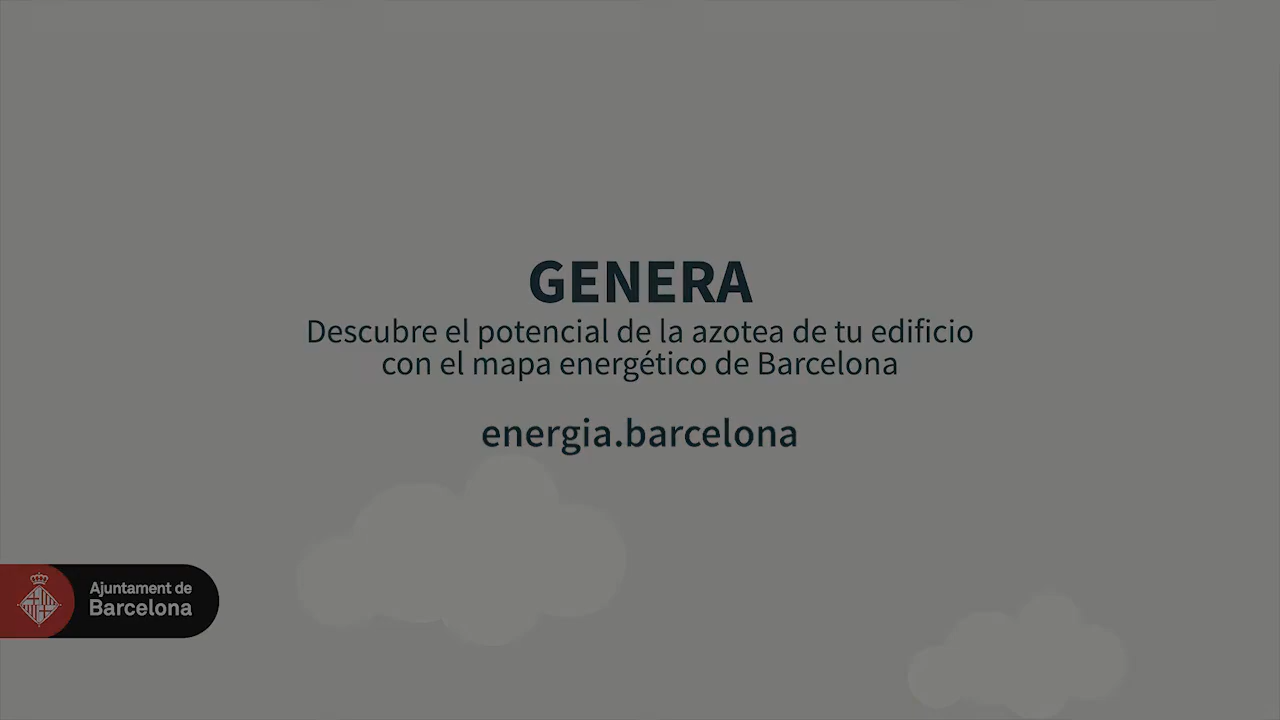 GENERA
Descubre el potencial de la azotea de tu edificio
con el mapa energético de Barcelona
energia.barcelona
Ajuntament de
Barcelona